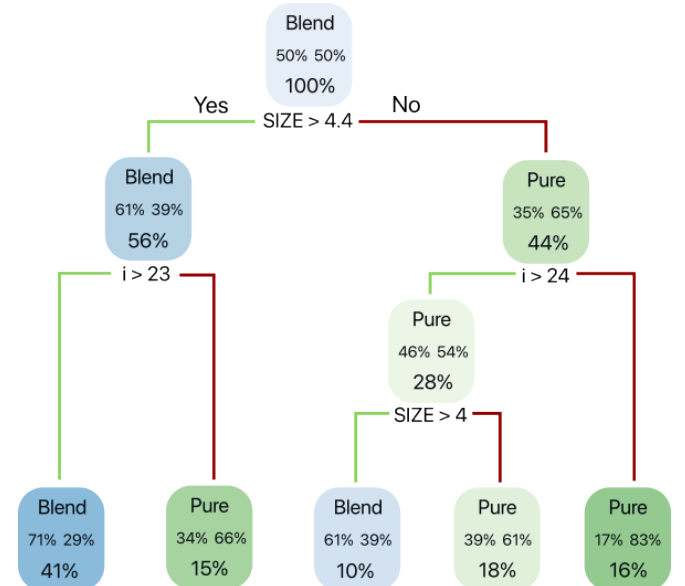 Blend
50% 50%
100%
Yes No
SIZE > 4.4
Blend
61% 39%
56%
i > 23
Pure
35% 65%
44%
i > 24
Pure
46% 54%
28%
SIZE > 4
Blend
71% 29%
41%
Pure
34% 66%
15%
Blend
61% 39%
10%
Pure
39% 61%
18%
Pure
17% 83%
16%